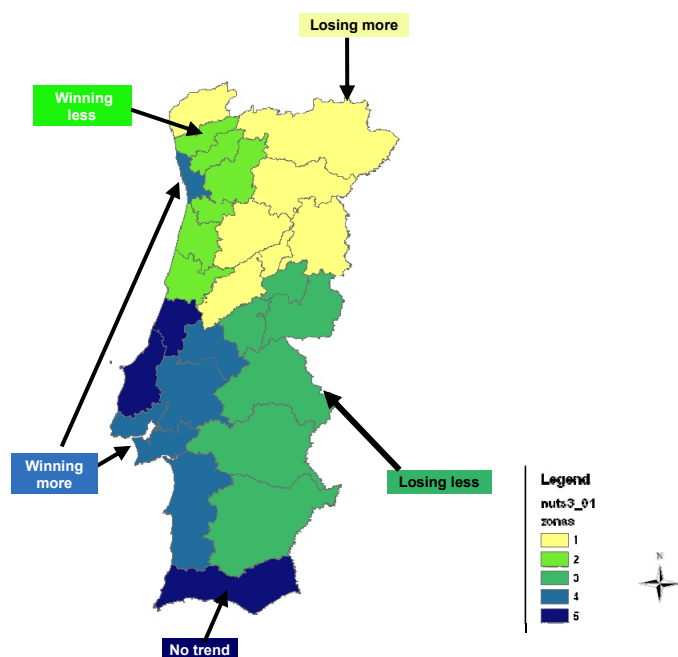 Losing more
Winning
less
Winning
more
Losing less
No trend
Legend
nuts3_01
zonas
1
2
3
4
5
N